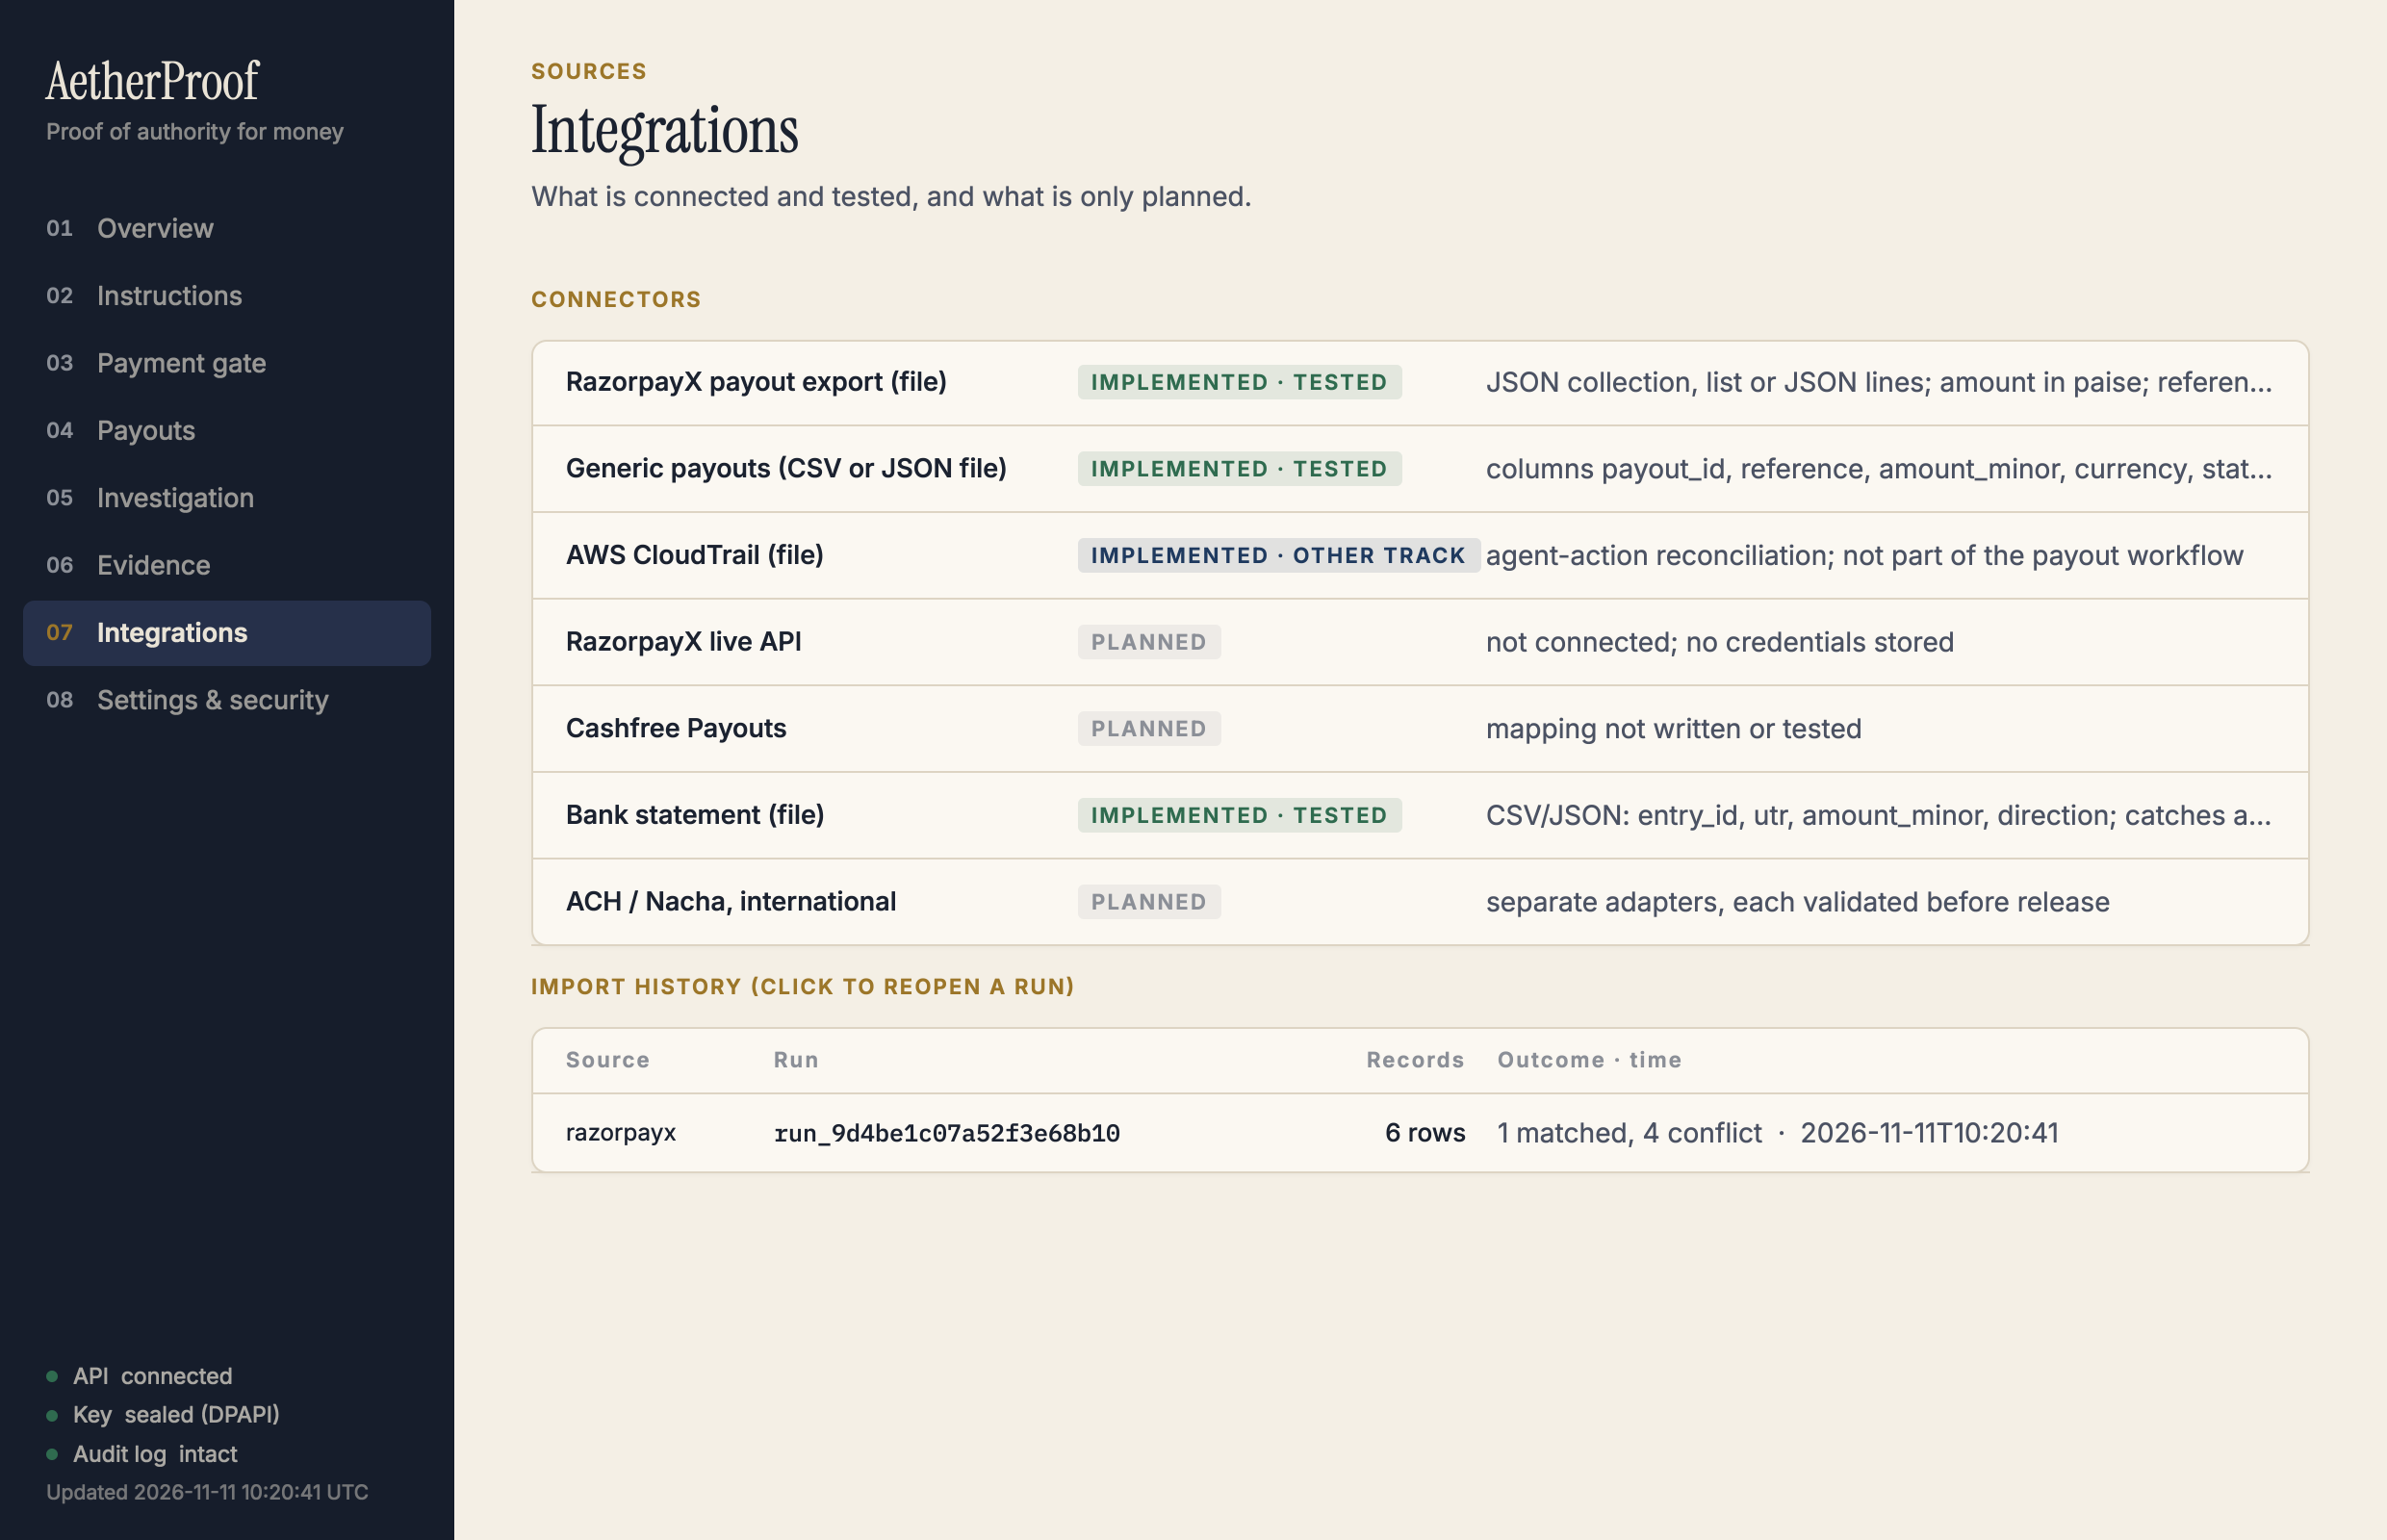 AetherProof
Proof of authority for money
01 Overview
02 Instructions
03 Payment gate
04 Payouts
05 Investigation
06 Evidence
07 Integrations
08 Settings & security
API connected
Key sealed (DPAPI)
Audit log intact
Updated 2026-11-11 10:20:41 UTC
SOURCES
Integrations
What is connected and tested, and what is only planned.
CONNECTORS
RazorpayX payout export (file) IMPLEMENTED · TESTED JSON collection, list or JSON lines; amount in paise; referen...
Generic payouts (CSV or JSON file) IMPLEMENTED · TESTED columns payout_id, reference, amount_minor, currency, stat...
AWS CloudTrail (file) IMPLEMENTED · OTHER TRACK agent-action reconciliation; not part of the payout workflow
RazorpayX live API PLANNED not connected; no credentials stored
Cashfree Payouts PLANNED mapping not written or tested
Bank statement (file) IMPLEMENTED · TESTED CSV/JSON: entry_id, utr, amount_minor, direction; catches a...
ACH / Nacha, international PLANNED separate adapters, each validated before release
IMPORT HISTORY (CLICK TO REOPEN A RUN)
Source Run Records Outcome · time
razorpayx run_9d4be1c07a52f3e68b10 6 rows 1 matched, 4 conflict · 2026-11-11T10:20:41